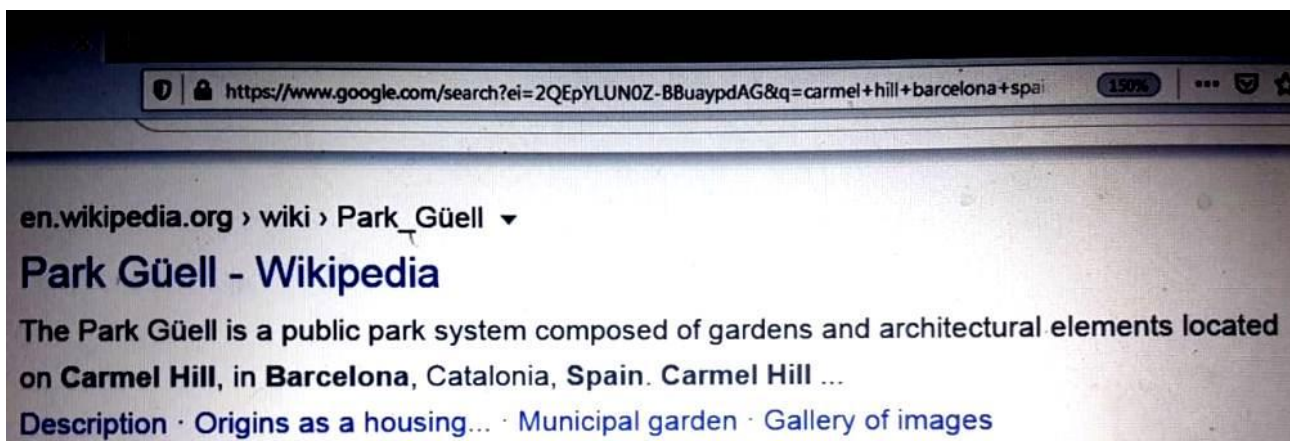 https://www.google.com/search?ei=2QEpYLUN0Z-BBuaypdAG&q=carmel+hill+barcelona+spai
150%
en.wikipedia.org › wiki › Park_Güell
Park Güell - Wikipedia
The Park Güell is a public park system composed of gardens and architectural elements located
on Carmel Hill, in Barcelona, Catalonia, Spain. Carmel Hill ...
Description · Origins as a housing... · Municipal garden · Gallery of images